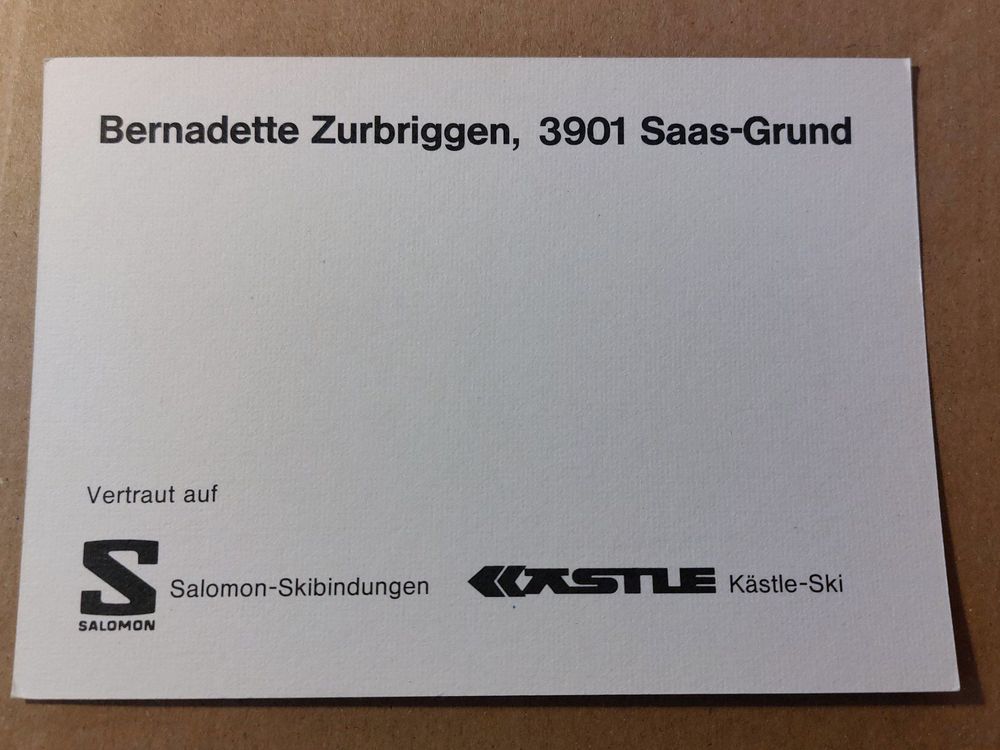 Bernadette Zurbriggen, 3901 Saas-Grund
Vertraut auf
S
SALOMON
Salomon-Skibindungen
KÄSTLE
Kästle-Ski